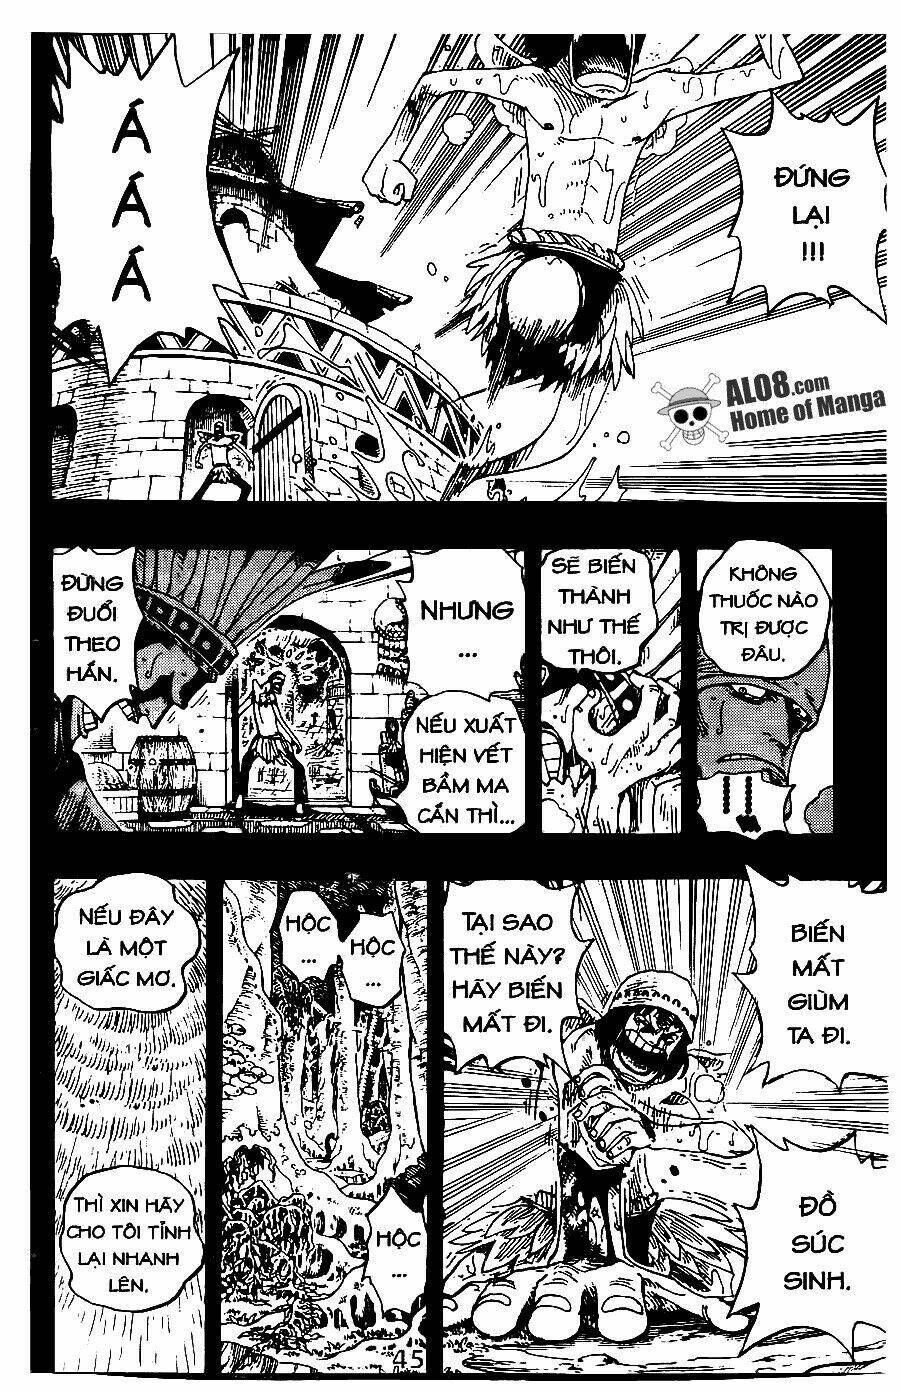 ĐỨNG
LẠI
!!!
Á
Á
Á
AL08.com
Home of Manga
KHÔNG
THUỐC NÀO
TRỊ ĐƯỢC
ĐÂU.
SẼ BIẾN
THÀNH
NHƯ THẾ
THÔI.
NHƯNG
...
NẾU XUẤT
HIỆN VẾT
BẦM MA
CẮN THÌ...
ĐỪNG
ĐUỔI
THEO
HẮN.
!!
BIẾN
MẤT
GIÙM
TA ĐI.
TẠI SAO
THẾ NÀY?
HÃY BIẾN
MẤT ĐI.
ĐỒ
SÚC
SINH.
HỘC
...
HỘC
...
HỘC
...
NẾU ĐÂY
LÀ MỘT
GIẤC MƠ.
THÌ XIN HÃY
CHO TÔI TỈNH
LẠI NHANH
LÊN.
45